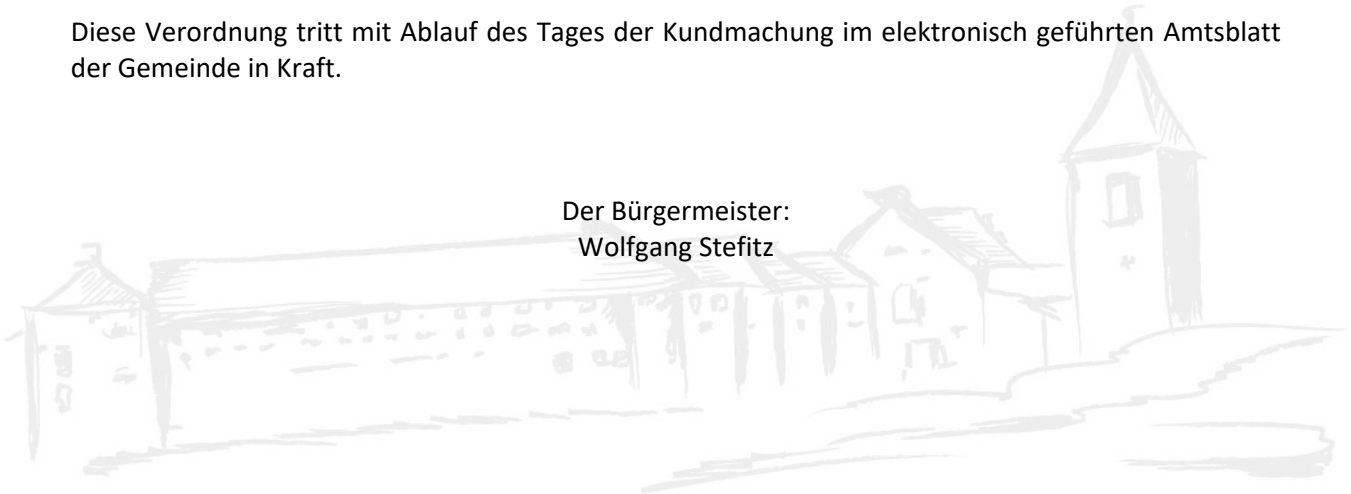 Diese Verordnung tritt mit Ablauf des Tages der Kundmachung im elektronisch geführten Amtsblatt
der Gemeinde in Kraft.
Der Bürgermeister:
Wolfgang Stefitz